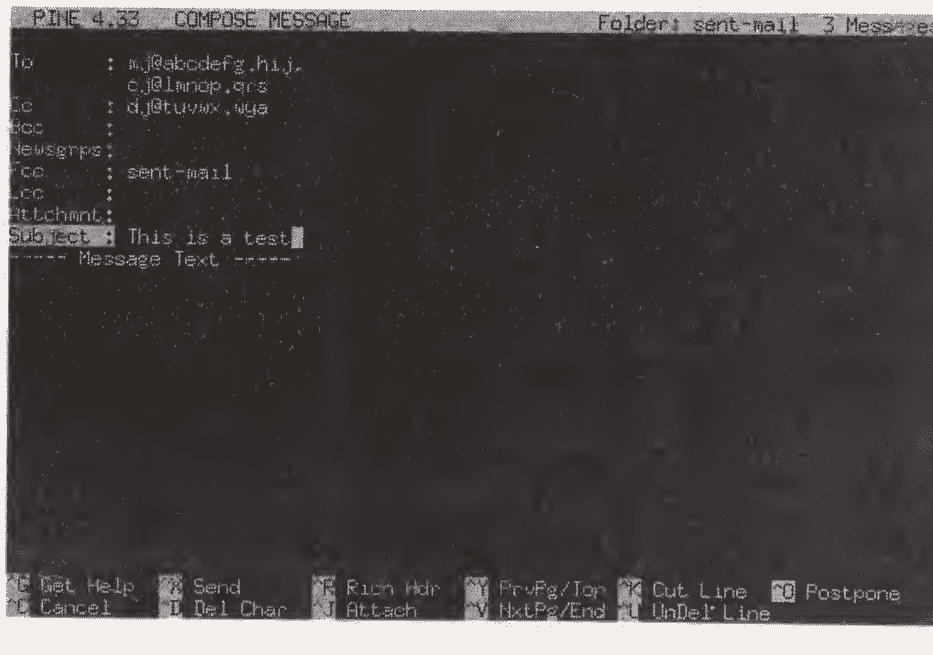 PINE 4.33 COMPOSE MESSAGE Folder: sent-mail 3 Messages
To : mj@abcdefg.hij,
cj@lmnop.qrs
Cc : dj@tuvwx.wya
Bcc :
Newsgrps:
Fcc : sent-mail
Lcc :
Attchmnt:
Subject : This is a test
----- Message Text -----
^G Get Help ^X Send ^R Rich Hdr ^Y PrvPg/Top ^K Cut Line ^O Postpone
^C Cancel ^D Del Char ^J Attach ^V NxtPg/End ^U UnDel Line